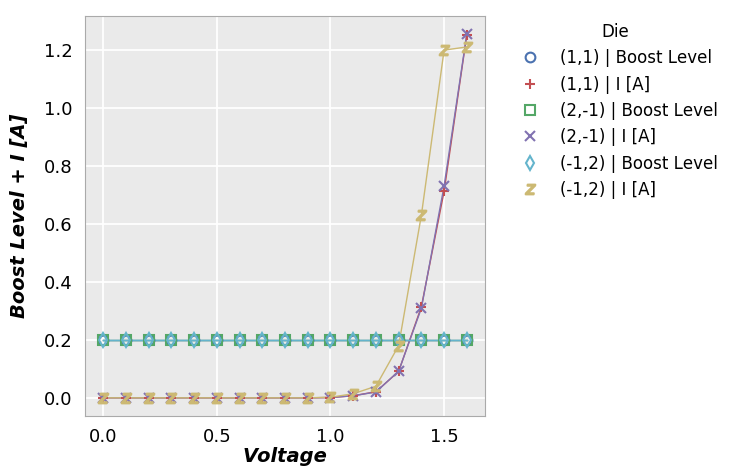 Boost Level + I [A]
1.2
1.0
0.8
0.6
0.4
0.2
0.0
0.0 0.5 1.0 1.5
Voltage
Die
(1,1) | Boost Level
(1,1) | I [A]
(2,-1) | Boost Level
(2,-1) | I [A]
(-1,2) | Boost Level
(-1,2) | I [A]